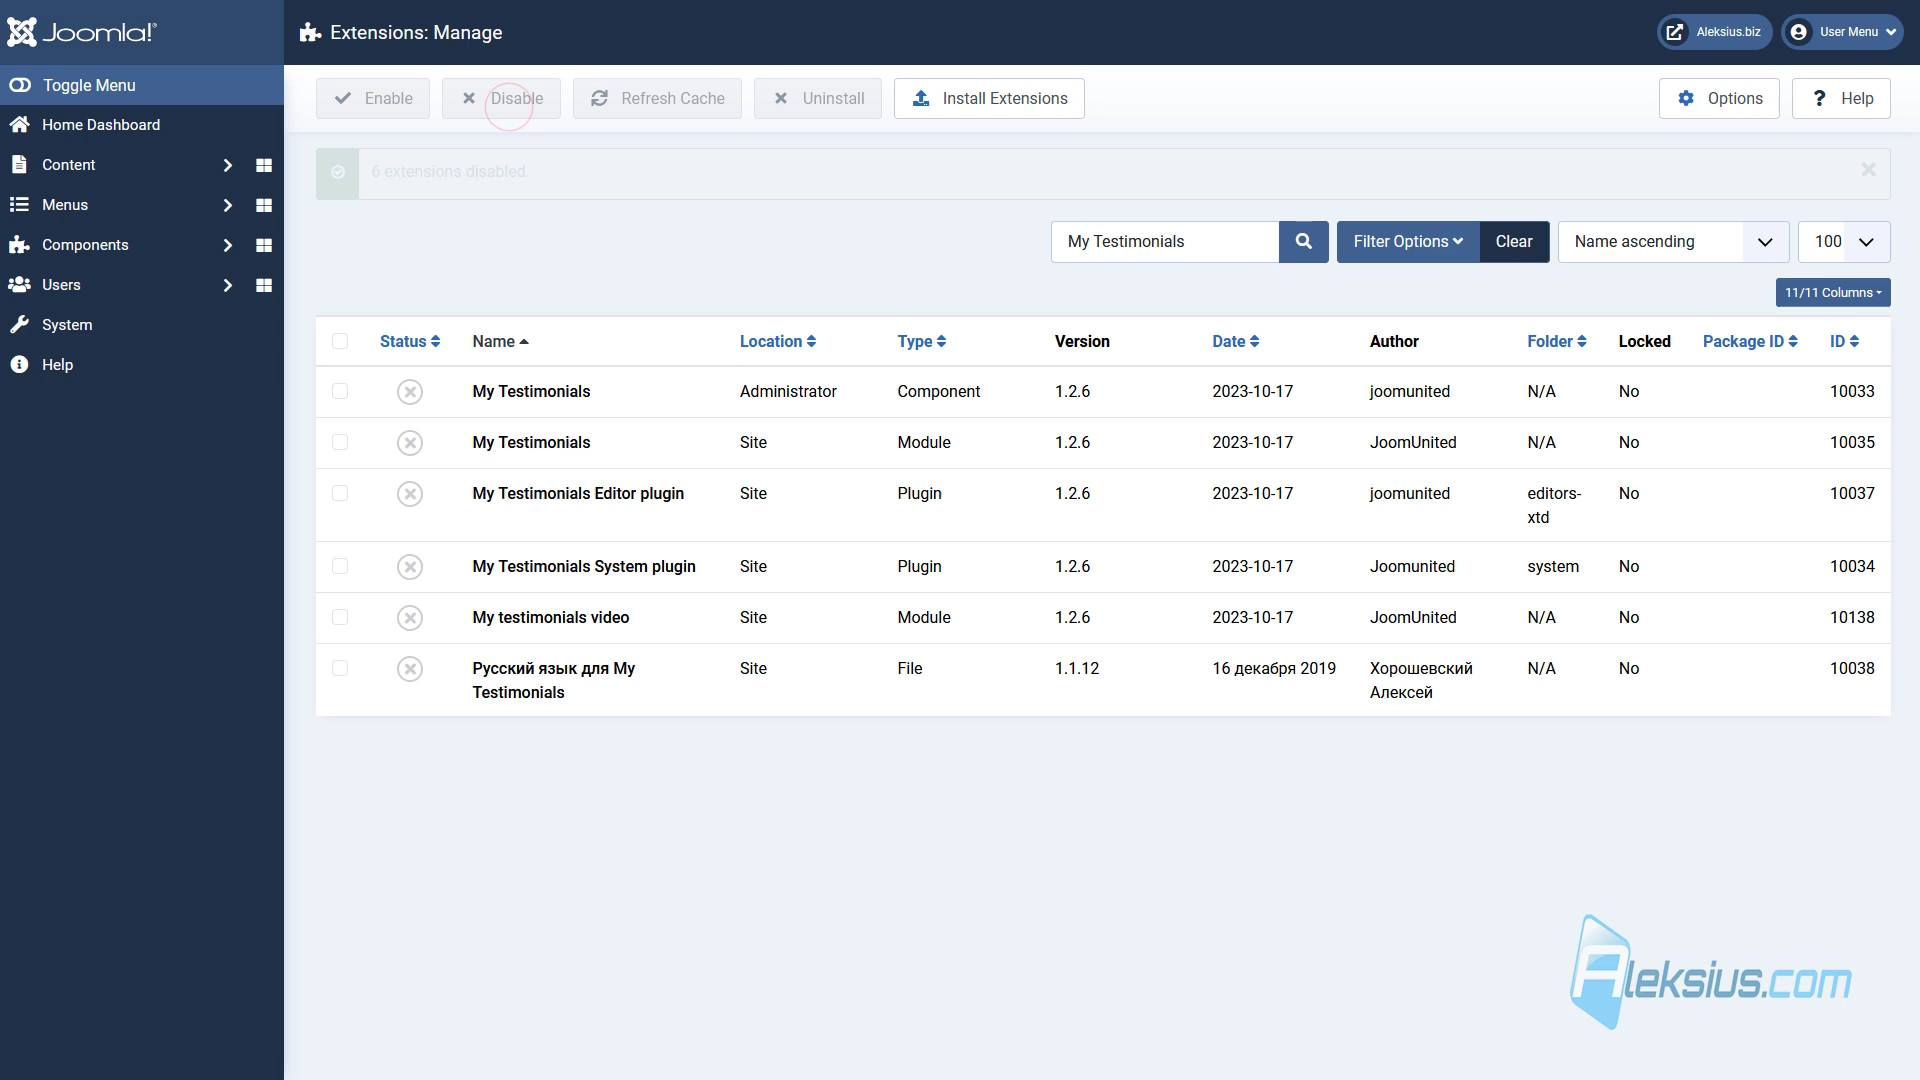 Joomla!
Extensions: Manage
Aleksius.biz
User Menu
Toggle Menu
Home Dashboard
Content
Menus
Components
Users
System
Help
Enable
Disable
Refresh Cache
Uninstall
Install Extensions
Options
? Help
6 extensions disabled.
My Testimonials
Filter Options
Clear
Name ascending
100
11/11 Columns
Status Name Location Type Version Date Author Folder Locked Package ID ID
My Testimonials Administrator Component 1.2.6 2023-10-17 joomunited N/A No 10033
My Testimonials Site Module 1.2.6 2023-10-17 JoomUnited N/A No 10035
My Testimonials Editor plugin Site Plugin 1.2.6 2023-10-17 joomunited editors- No 10037
xtd
My Testimonials System plugin Site Plugin 1.2.6 2023-10-17 Joomunited system No 10034
My testimonials video Site Module 1.2.6 2023-10-17 JoomUnited N/A No 10138
Русский язык для My Site File 1.1.12 16 декабря 2019 Хорошевский N/A No 10038
Testimonials Алексей
Aleksius.com